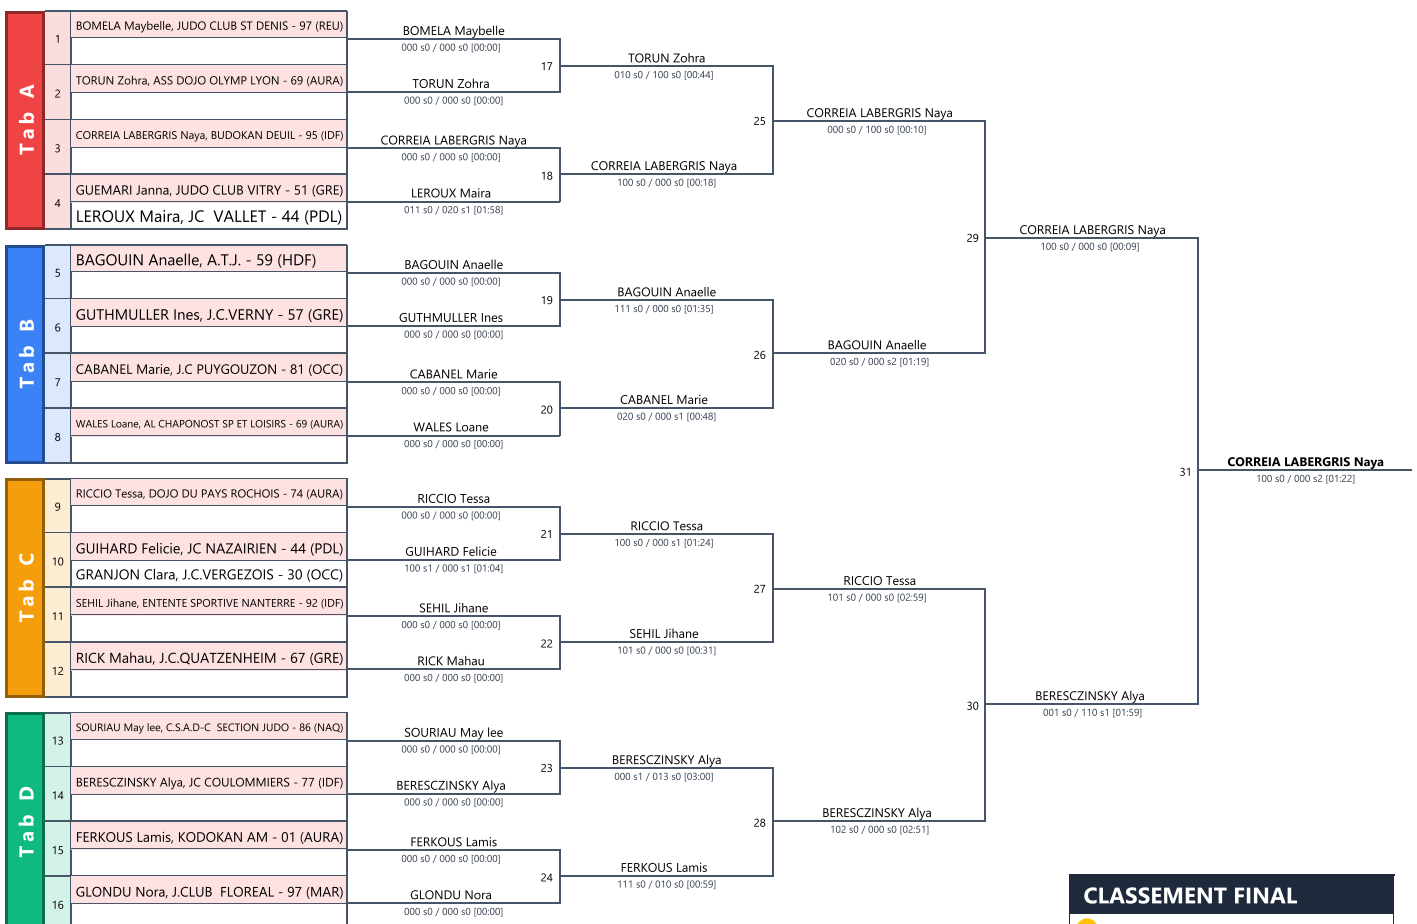 Tab A
1
BOMELA Maybelle, JUDO CLUB ST DENIS - 97 (REU)
2
TORUN Zohra, ASS DOJO OLYMP LYON - 69 (AURA)
3
CORREIA LABERGRIS Naya, BUDOKAN DEUIL - 95 (IDF)
4
GUEMARI Janna, JUDO CLUB VITRY - 51 (GRE)
LEROUX Maira, JC  VALLET - 44 (PDL)
Tab B
5
BAGOUIN Anaelle, A.T.J. - 59 (HDF)
6
GUTHMULLER Ines, J.C.VERNY - 57 (GRE)
7
CABANEL Marie, J.C PUYGOUZON - 81 (OCC)
8
WALES Loane, AL CHAPONOST SP ET LOISIRS - 69 (AURA)
Tab C
9
RICCIO Tessa, DOJO DU PAYS ROCHOIS - 74 (AURA)
10
GUIHARD Felicie, JC NAZAIRIEN - 44 (PDL)
GRANJON Clara, J.C.VERGEZOIS - 30 (OCC)
11
SEHIL Jihane, ENTENTE SPORTIVE NANTERRE - 92 (IDF)
12
RICK Mahau, J.C.QUATZENHEIM - 67 (GRE)
Tab D
13
SOURIAU May lee, C.S.A.D-C  SECTION JUDO - 86 (NAQ)
14
BERESCZINSKY Alya, JC COULOMMIERS - 77 (IDF)
15
FERKOUS Lamis, KODOKAN AM - 01 (AURA)
16
GLONDU Nora, J.CLUB  FLOREAL - 97 (MAR)
BOMELA Maybelle
000 s0 / 000 s0 [00:00]
17
TORUN Zohra
000 s0 / 000 s0 [00:00]
CORREIA LABERGRIS Naya
000 s0 / 000 s0 [00:00]
18
LEROUX Maira
011 s0 / 020 s1 [01:58]
BAGOUIN Anaelle
000 s0 / 000 s0 [00:00]
19
GUTHMULLER Ines
000 s0 / 000 s0 [00:00]
CABANEL Marie
000 s0 / 000 s0 [00:00]
20
WALES Loane
000 s0 / 000 s0 [00:00]
RICCIO Tessa
000 s0 / 000 s0 [00:00]
21
GUIHARD Felicie
100 s1 / 000 s1 [01:04]
SEHIL Jihane
000 s0 / 000 s0 [00:00]
22
RICK Mahau
000 s0 / 000 s0 [00:00]
SOURIAU May lee
000 s0 / 000 s0 [00:00]
23
BERESCZINSKY Alya
000 s0 / 000 s0 [00:00]
FERKOUS Lamis
000 s0 / 000 s0 [00:00]
24
GLONDU Nora
000 s0 / 000 s0 [00:00]
TORUN Zohra
010 s0 / 100 s0 [00:44]
25
CORREIA LABERGRIS Naya
100 s0 / 000 s0 [00:18]
BAGOUIN Anaelle
111 s0 / 000 s0 [01:35]
26
CABANEL Marie
020 s0 / 000 s1 [00:48]
RICCIO Tessa
100 s0 / 000 s1 [01:24]
27
SEHIL Jihane
101 s0 / 000 s0 [00:31]
BERESCZINSKY Alya
000 s1 / 013 s0 [03:00]
28
FERKOUS Lamis
111 s0 / 010 s0 [00:59]
CORREIA LABERGRIS Naya
000 s0 / 100 s0 [00:10]
29
BAGOUIN Anaelle
020 s0 / 000 s2 [01:19]
RICCIO Tessa
101 s0 / 000 s0 [02:59]
30
BERESCZINSKY Alya
102 s0 / 000 s0 [02:51]
CORREIA LABERGRIS Naya
100 s0 / 000 s0 [00:09]
31
BERESCZINSKY Alya
001 s0 / 110 s1 [01:59]
CORREIA LABERGRIS Naya
100 s0 / 000 s2 [01:22]
CLASSEMENT FINAL